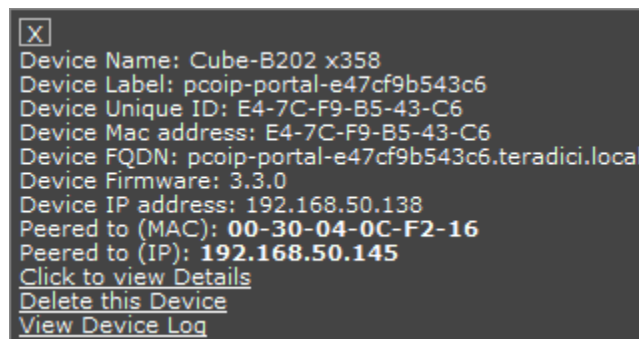 X
Device Name: Cube-B202 x358
Device Label: pcoip-portal-e47cf9b543c6
Device Unique ID: E4-7C-F9-B5-43-C6
Device Mac address: E4-7C-F9-B5-43-C6
Device FQDN: pcoip-portal-e47cf9b543c6.teradici.local
Device Firmware: 3.3.0
Device IP address: 192.168.50.138
Peered to (MAC): 00-30-04-0C-F2-16
Peered to (IP): 192.168.50.145
Click to view Details
Delete this Device
View Device Log